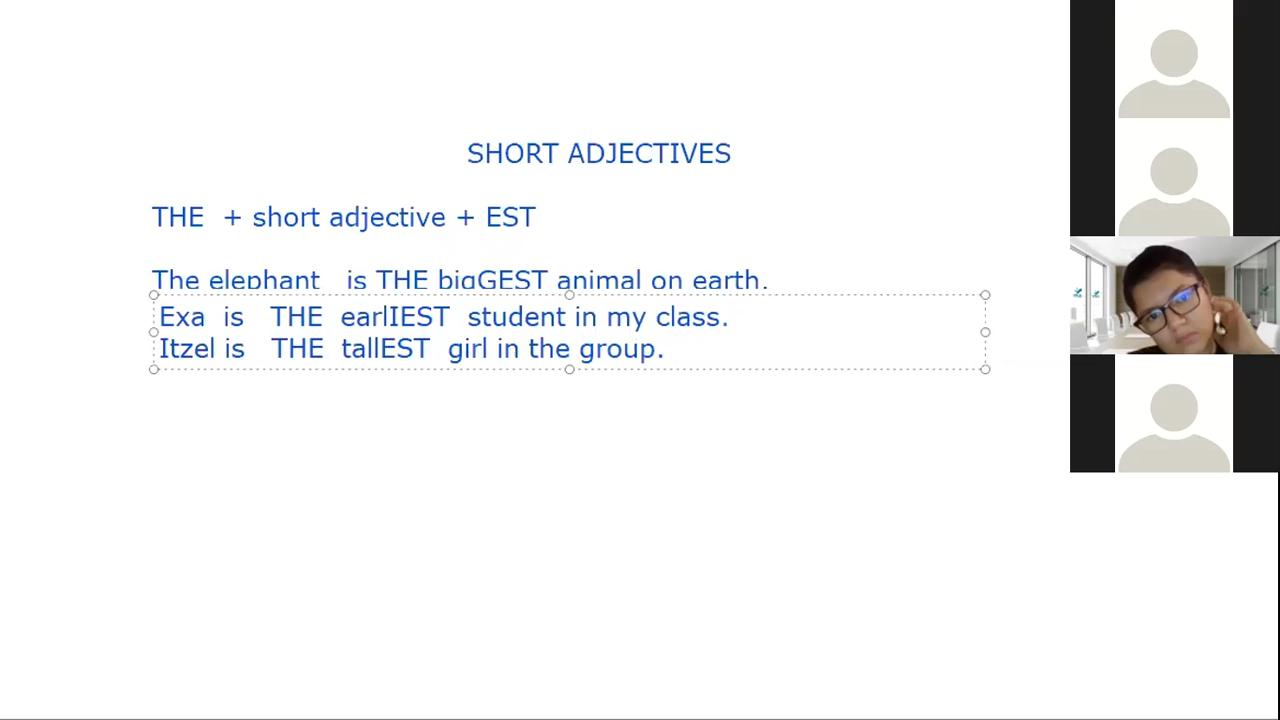 SHORT ADJECTIVES
THE + short adjective + EST
The elephant is THE bigGEST animal on earth.
Exa is THE earlIEST student in my class.
Itzel is THE tallEST girl in the group.